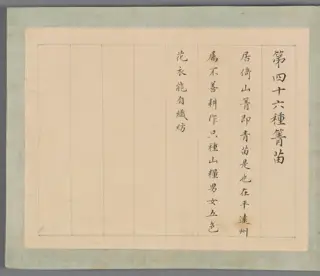 第四十六種箐苗
居倚山箐即青苗是也在平遠州
屬不善耕作只種山糧男女五色
花衣㡾自織紡